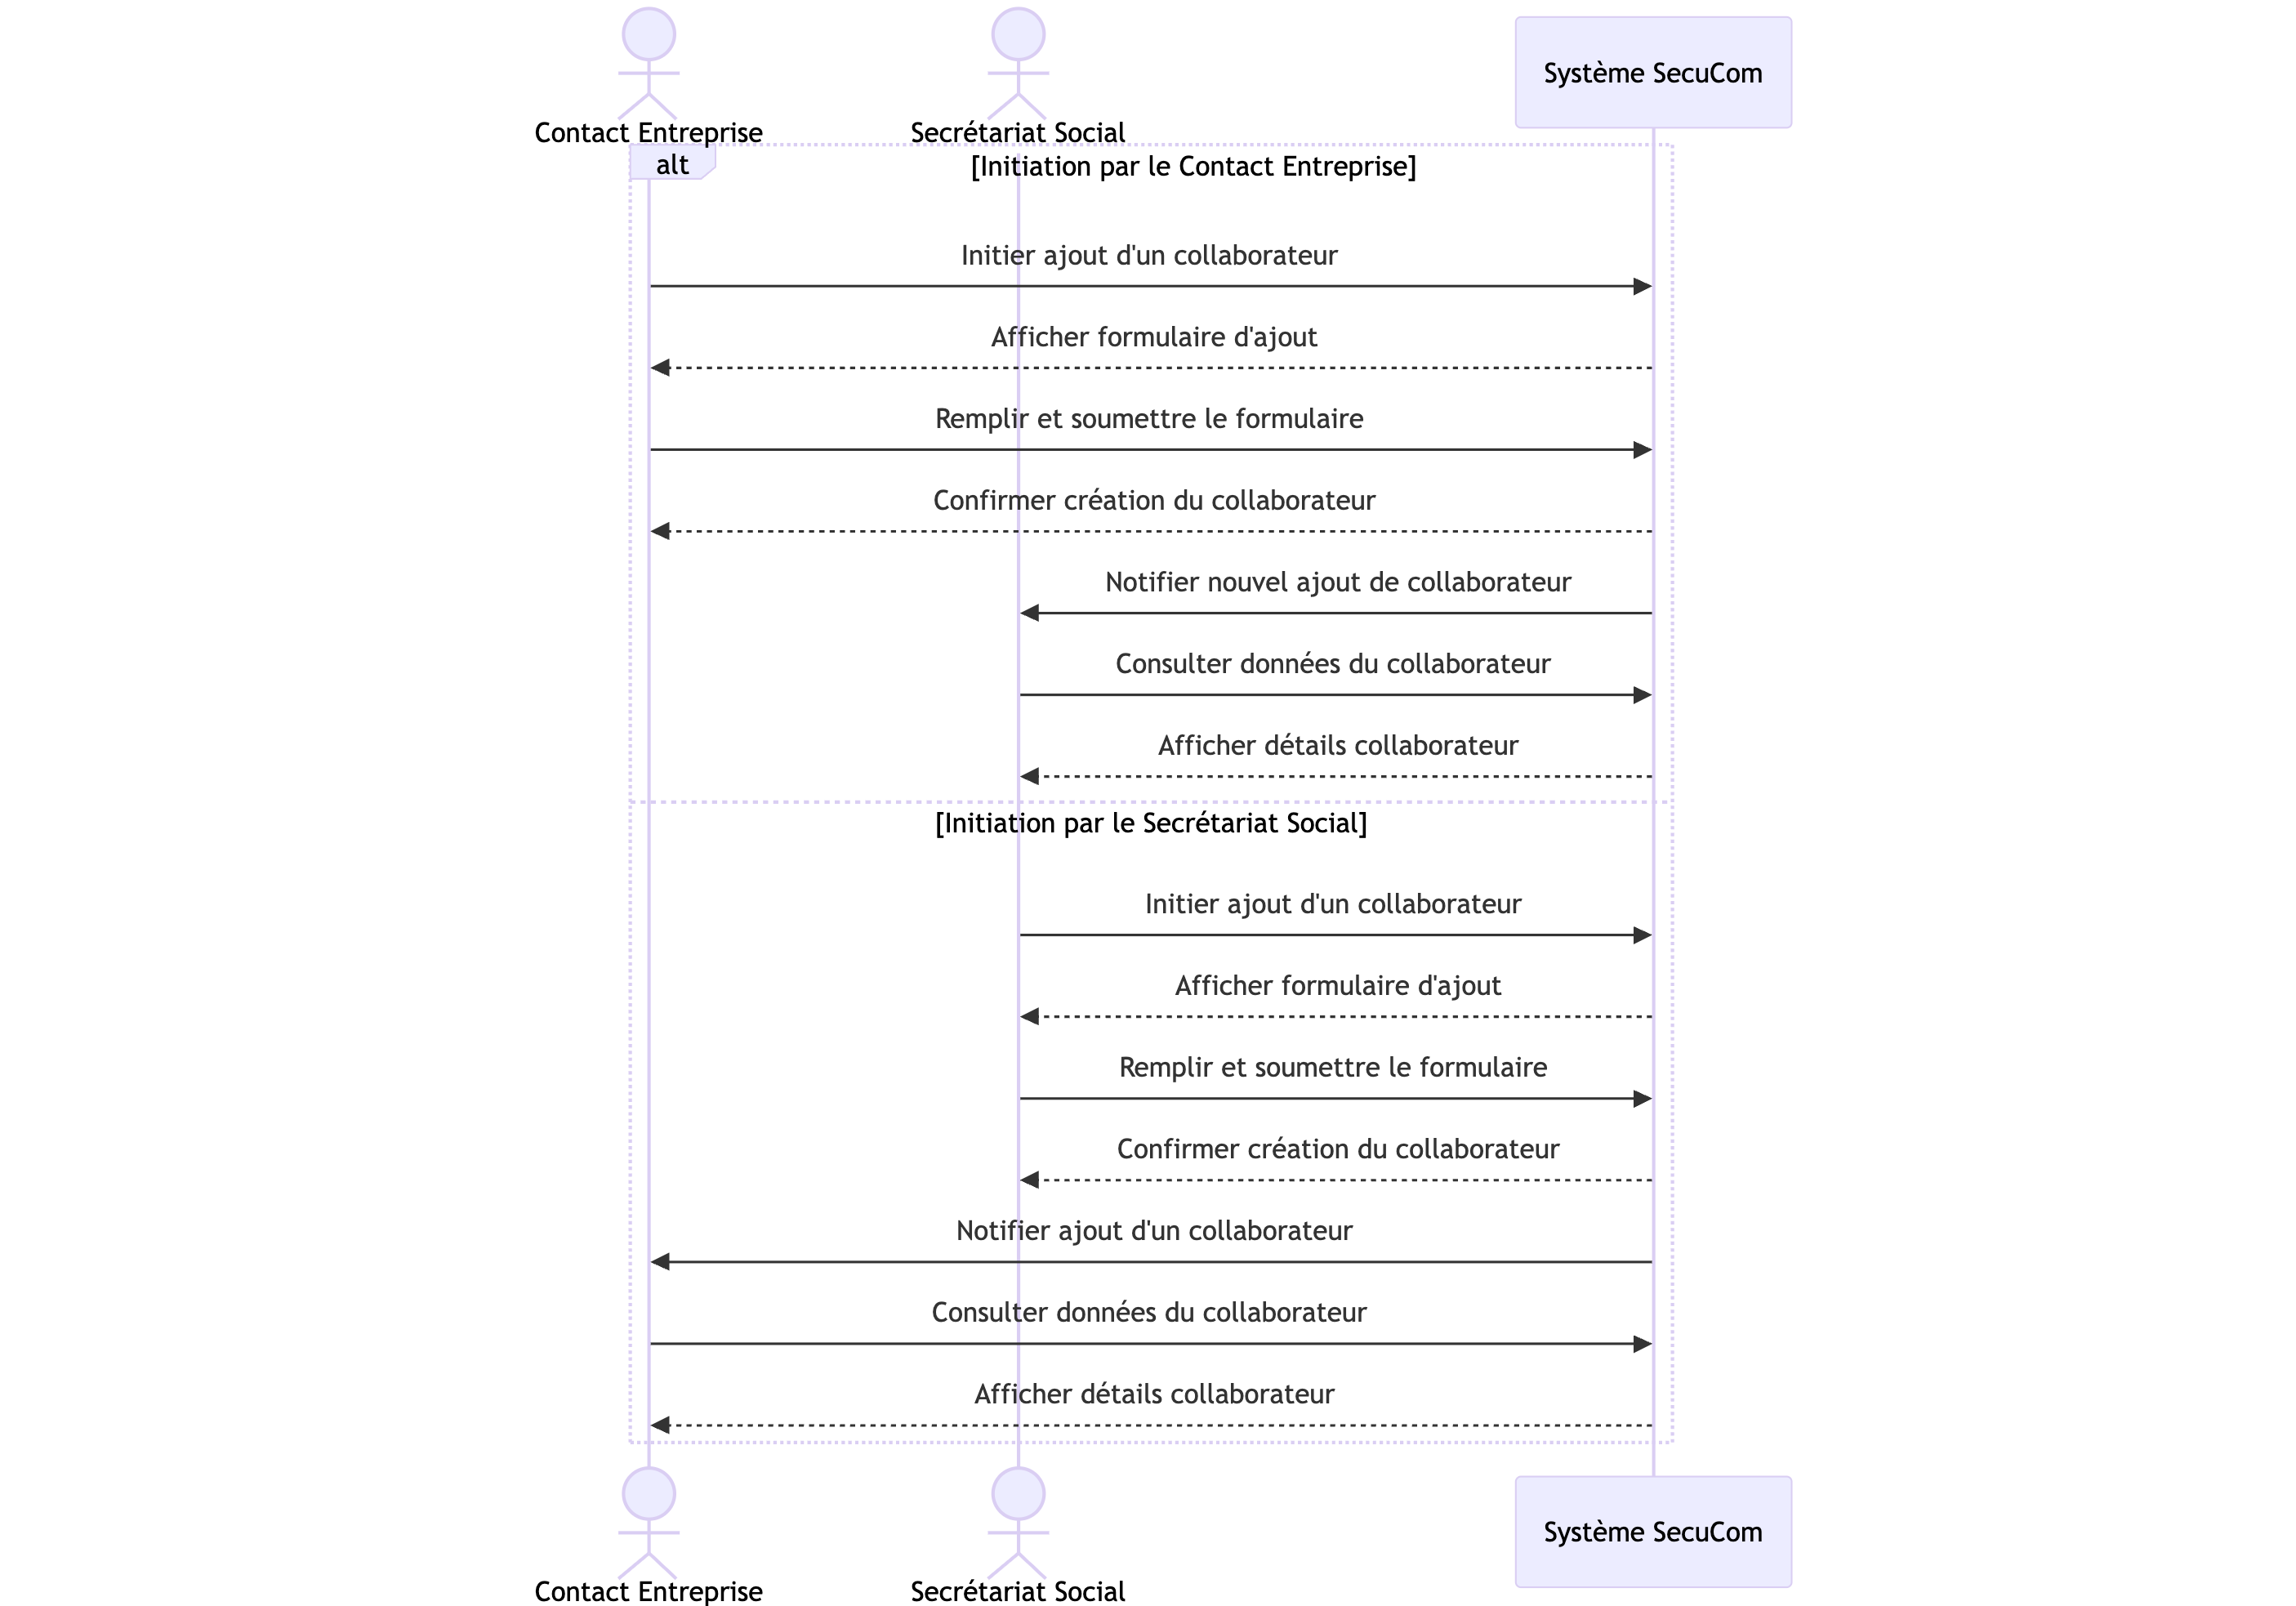 Système SecuCom
Contact Entreprise
Secrétariat Social
alt
[Initiation par le Contact Entreprise]
Initier ajout d'un collaborateur
Afficher formulaire d'ajout
Remplir et soumettre le formulaire
Confirmer création du collaborateur
Notifier nouvel ajout de collaborateur
Consulter données du collaborateur
Afficher détails collaborateur
[Initiation par le Secrétariat Social]
Initier ajout d'un collaborateur
Afficher formulaire d'ajout
Remplir et soumettre le formulaire
Confirmer création du collaborateur
Notifier ajout d'un collaborateur
Consulter données du collaborateur
Afficher détails collaborateur
Système SecuCom
Contact Entreprise
Secrétariat Social